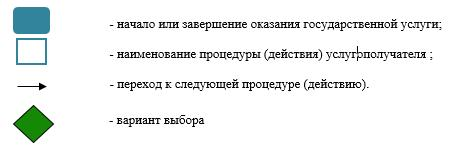 - начало или завершение оказания государственной услуги;
- наименование процедуры (действия) услугополучателя ;
- переход к следующей процедуре (действию).
- вариант выбора